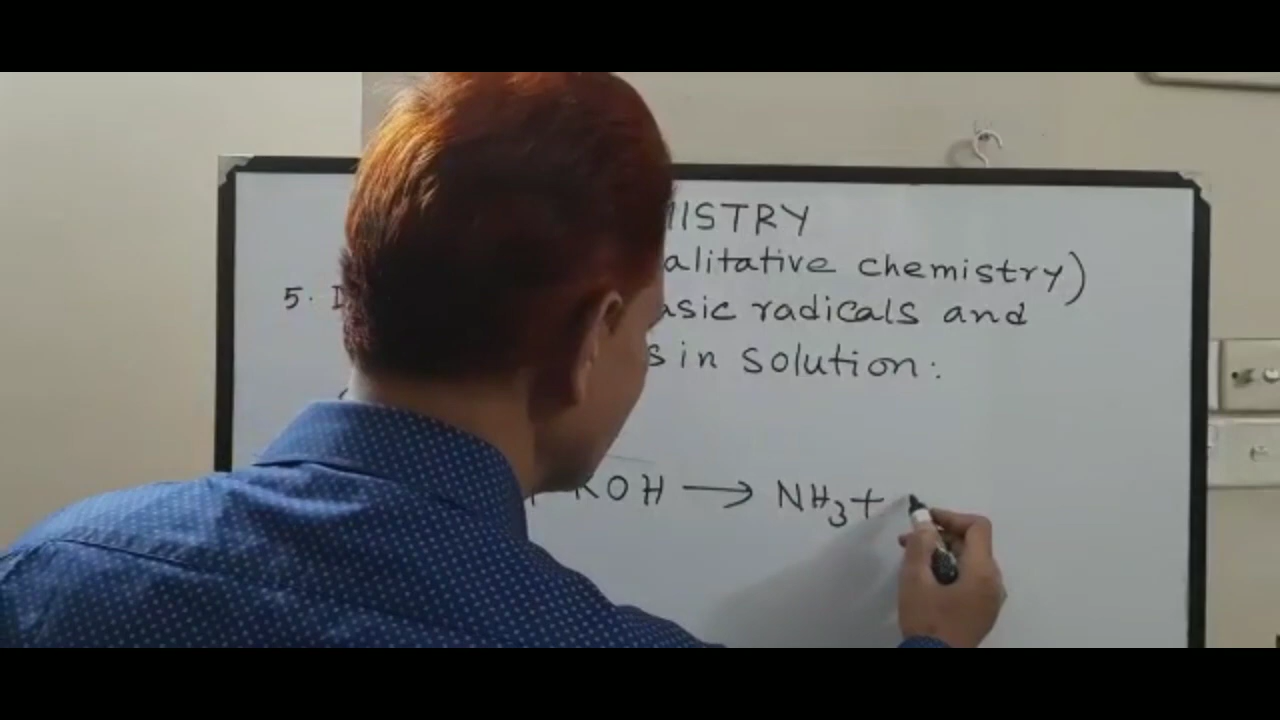 MISTRY
alitative chemistry)
5. asic radicals and
s in solution:
KOH → NH₃+